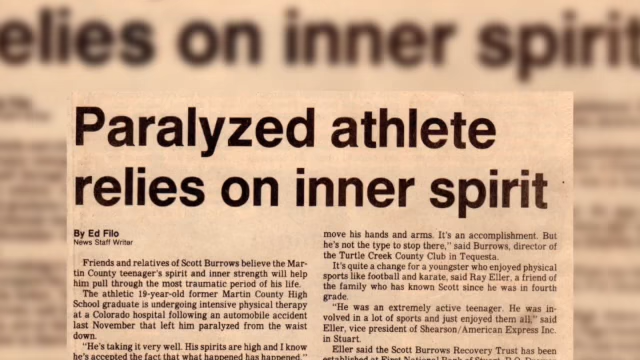 elies on inner spirit
Paralyzed athlete
relies on inner spirit
By Ed Filo
News Staff Writer
Friends and relatives of Scott Burrows believe the Mar-
tin County teenager's spirit and inner strength will help
him pull through the most traumatic period of his life.
The athletic 19-year-old former Martin County High
School graduate is undergoing intensive physical therapy
at a Colorado hospital following an automobile accident
last November that left him paralyzed from the waist
down.
"He's taking it very well. His spirits are high and I know
he's accepted the fact that what happened has happened."
move his hands and arms. It's an accomplishment. But
he's not the type to stop there," said Burrows, director of
the Turtle Creek County Club in Tequesta.
It's quite a change for a youngster who enjoyed physical
sports like football and karate, said Ray Eller, a friend of
the family who has known Scott since he was in fourth
grade.
"He was an extremely active teenager. He was in-
volved in a lot of sports and just enjoyed them all," said
Eller, vice president of Shearson/American Express Inc.
in Stuart.
Eller said the Scott Burrows Recovery Trust has been
established at First National Bank of Stuart, P.O. Drawer